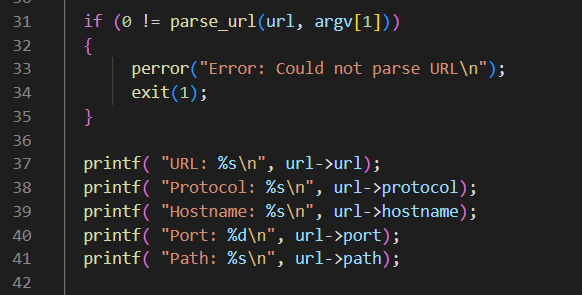 31 if (0 != parse_url(url, argv[1]))
32 {
33 perror("Error: Could not parse URL\n");
34 exit(1);
35 }
36
37 printf( "URL: %s\n", url->url);
38 printf( "Protocol: %s\n", url->protocol);
39 printf( "Hostname: %s\n", url->hostname);
40 printf( "Port: %d\n", url->port);
41 printf( "Path: %s\n", url->path);
42